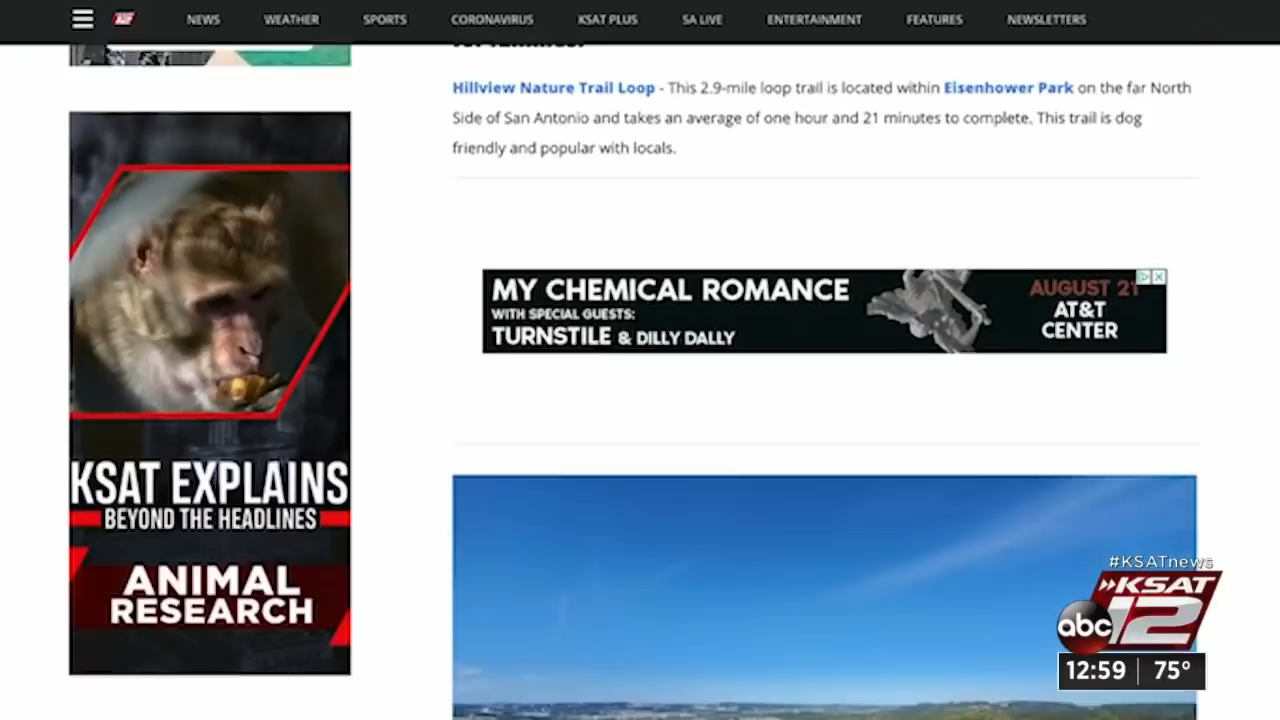 NEWS WEATHER SPORTS CORONAVIRUS KSAT PLUS SA LIVE ENTERTAINMENT FEATURES NEWSLETTERS
Hillview Nature Trail Loop - This 2.9-mile loop trail is located within Eisenhower Park on the far North
Side of San Antonio and takes an average of one hour and 21 minutes to complete. This trail is dog
friendly and popular with locals.
MY CHEMICAL ROMANCE
WITH SPECIAL GUESTS:
TURNSTILE & DILLY DALLY
AUGUST 21
AT&T
CENTER
KSAT EXPLAINS
BEYOND THE HEADLINES
ANIMAL
RESEARCH
#KSATnews
KSAT
abc 12
12:59 75°